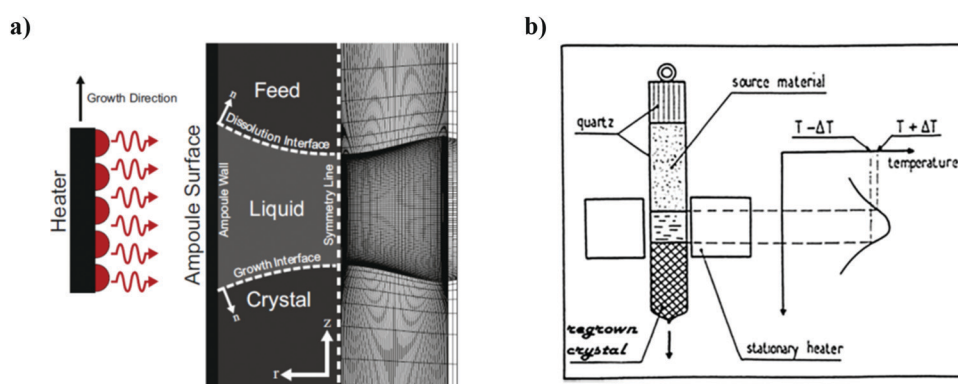 a)
Growth Direction
Heater
Ampoule Surface
Ampoule Wall
Feed
n
Dissolution Interface
Liquid
Symmetry Line
Growth Interface
n
Crystal
z
r
b)
source material
quartz
T-ΔT
T+ΔT
temperature
regrown
crystal
stationary heater